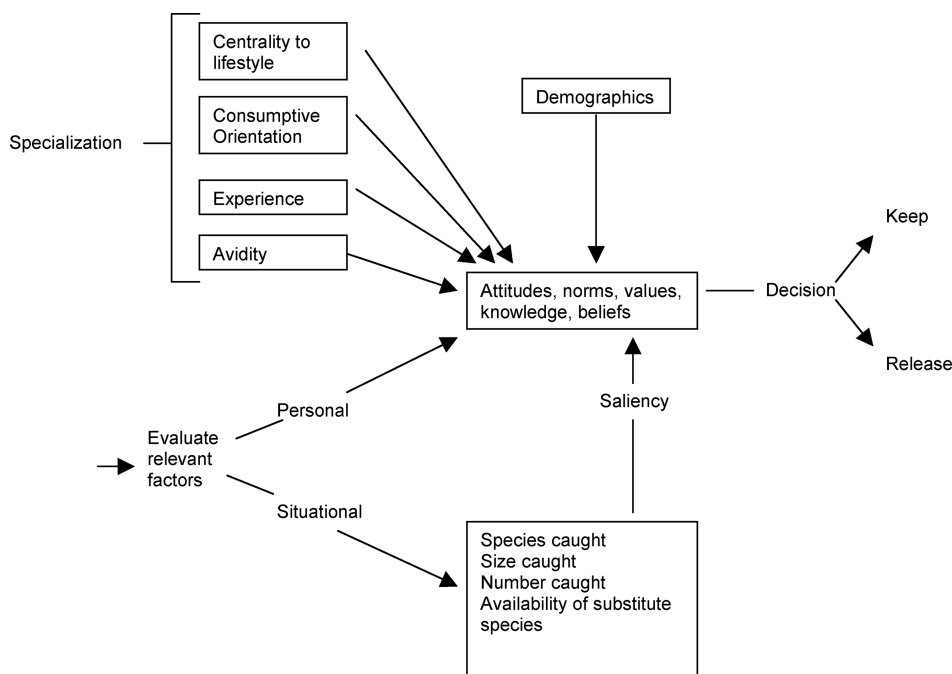 Centrality to
lifestyle
Consumptive
Orientation
Specialization
Experience
Avidity
Demographics
Attitudes, norms, values,
knowledge, beliefs
Decision
Keep
Release
Personal
Saliency
Evaluate
relevant
factors
Situational
Species caught
Size caught
Number caught
Availability of substitute
species